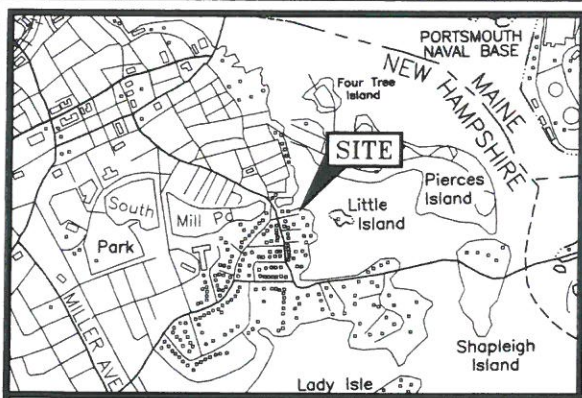 PORTSMOUTH
NAVAL BASE
MAINE
NEW HAMPSHIRE
Four Tree
Island
SITE
Pierces
Island
Little
Island
South
Mill Pd
Park
MILLER AVE
Shapleigh
Island
Lady Isle